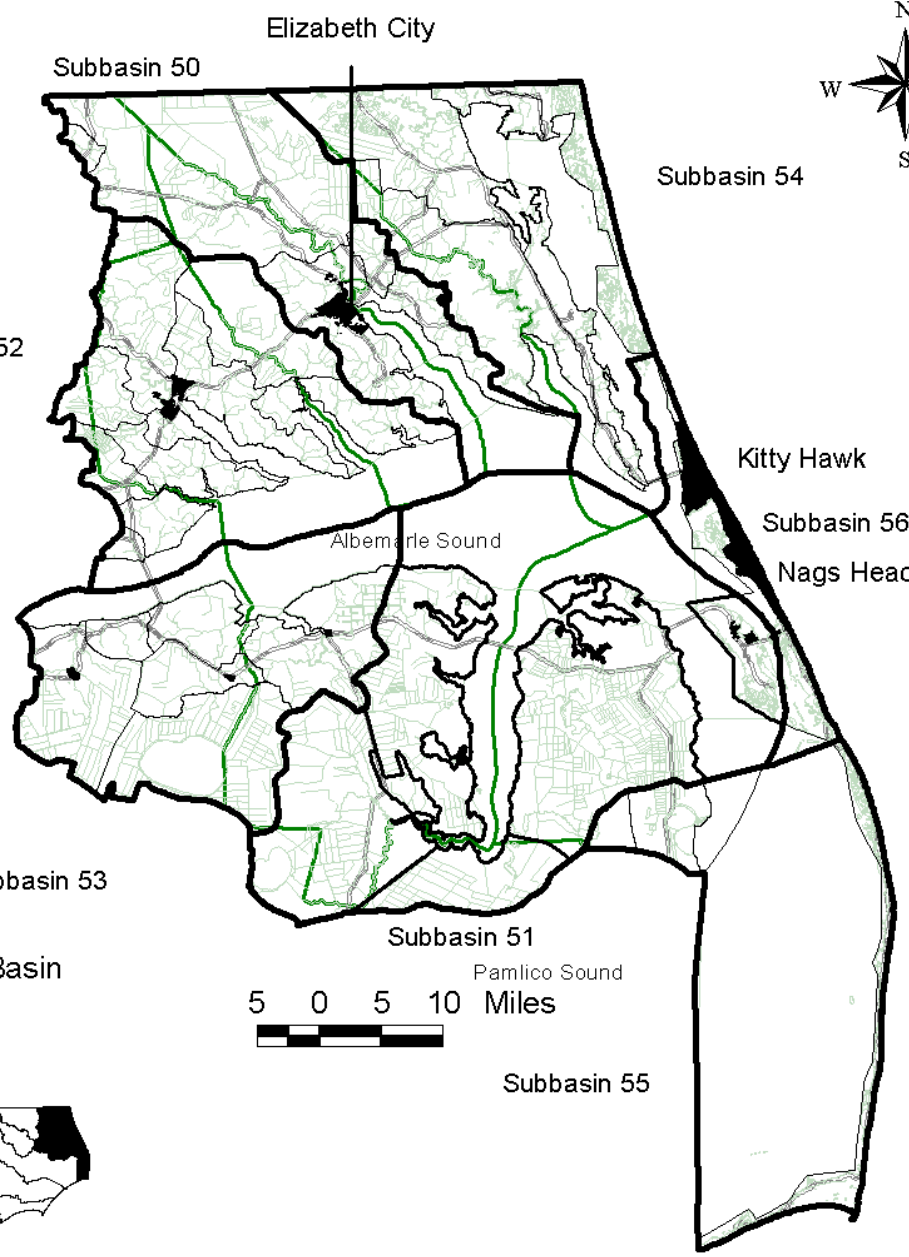 N
Elizabeth City
Subbasin 50
W
S
Subbasin 54
52
Kitty Hawk
Subbasin 56
Albemarle Sound
Nags Head
bbasin 53
Subbasin 51
Basin
Pamlico Sound
5 0 5 10 Miles
Subbasin 55